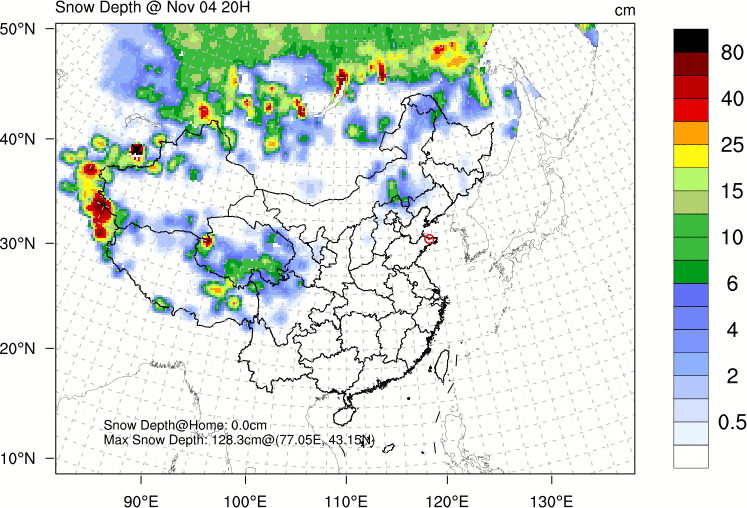 Snow Depth @ Nov 04 20H
cm
50°N
40°N
30°N
20°N
10°N
80
40
25
15
10
6
4
2
0.5
Snow Depth@Home: 0.0cm
Max Snow Depth: 128.3cm@(77.05E, 43.15N)
90°E
100°E
110°E
120°E
130°E